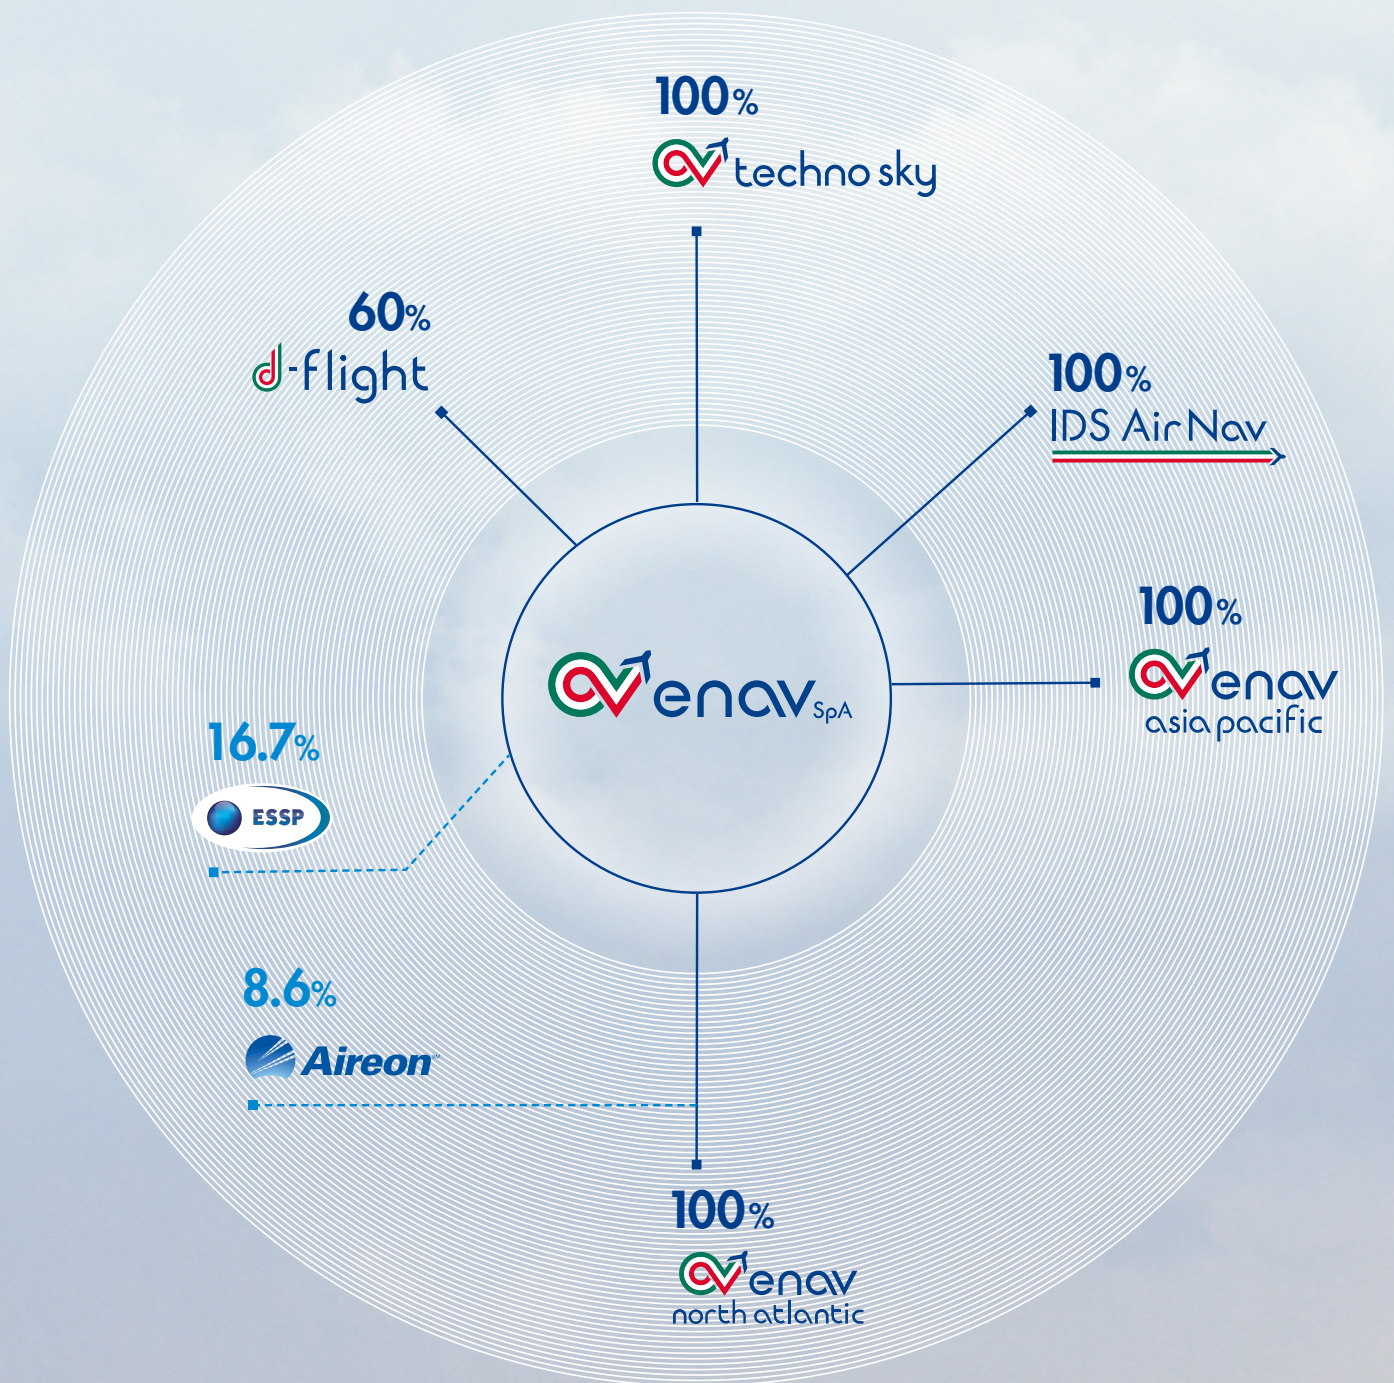 100%
techno sky
60%
d-flight
100%
IDS AirNav
100%
enav
asia pacific
enav SpA
16.7%
ESSP
8.6%
Aireon SM
100%
enav
north atlantic